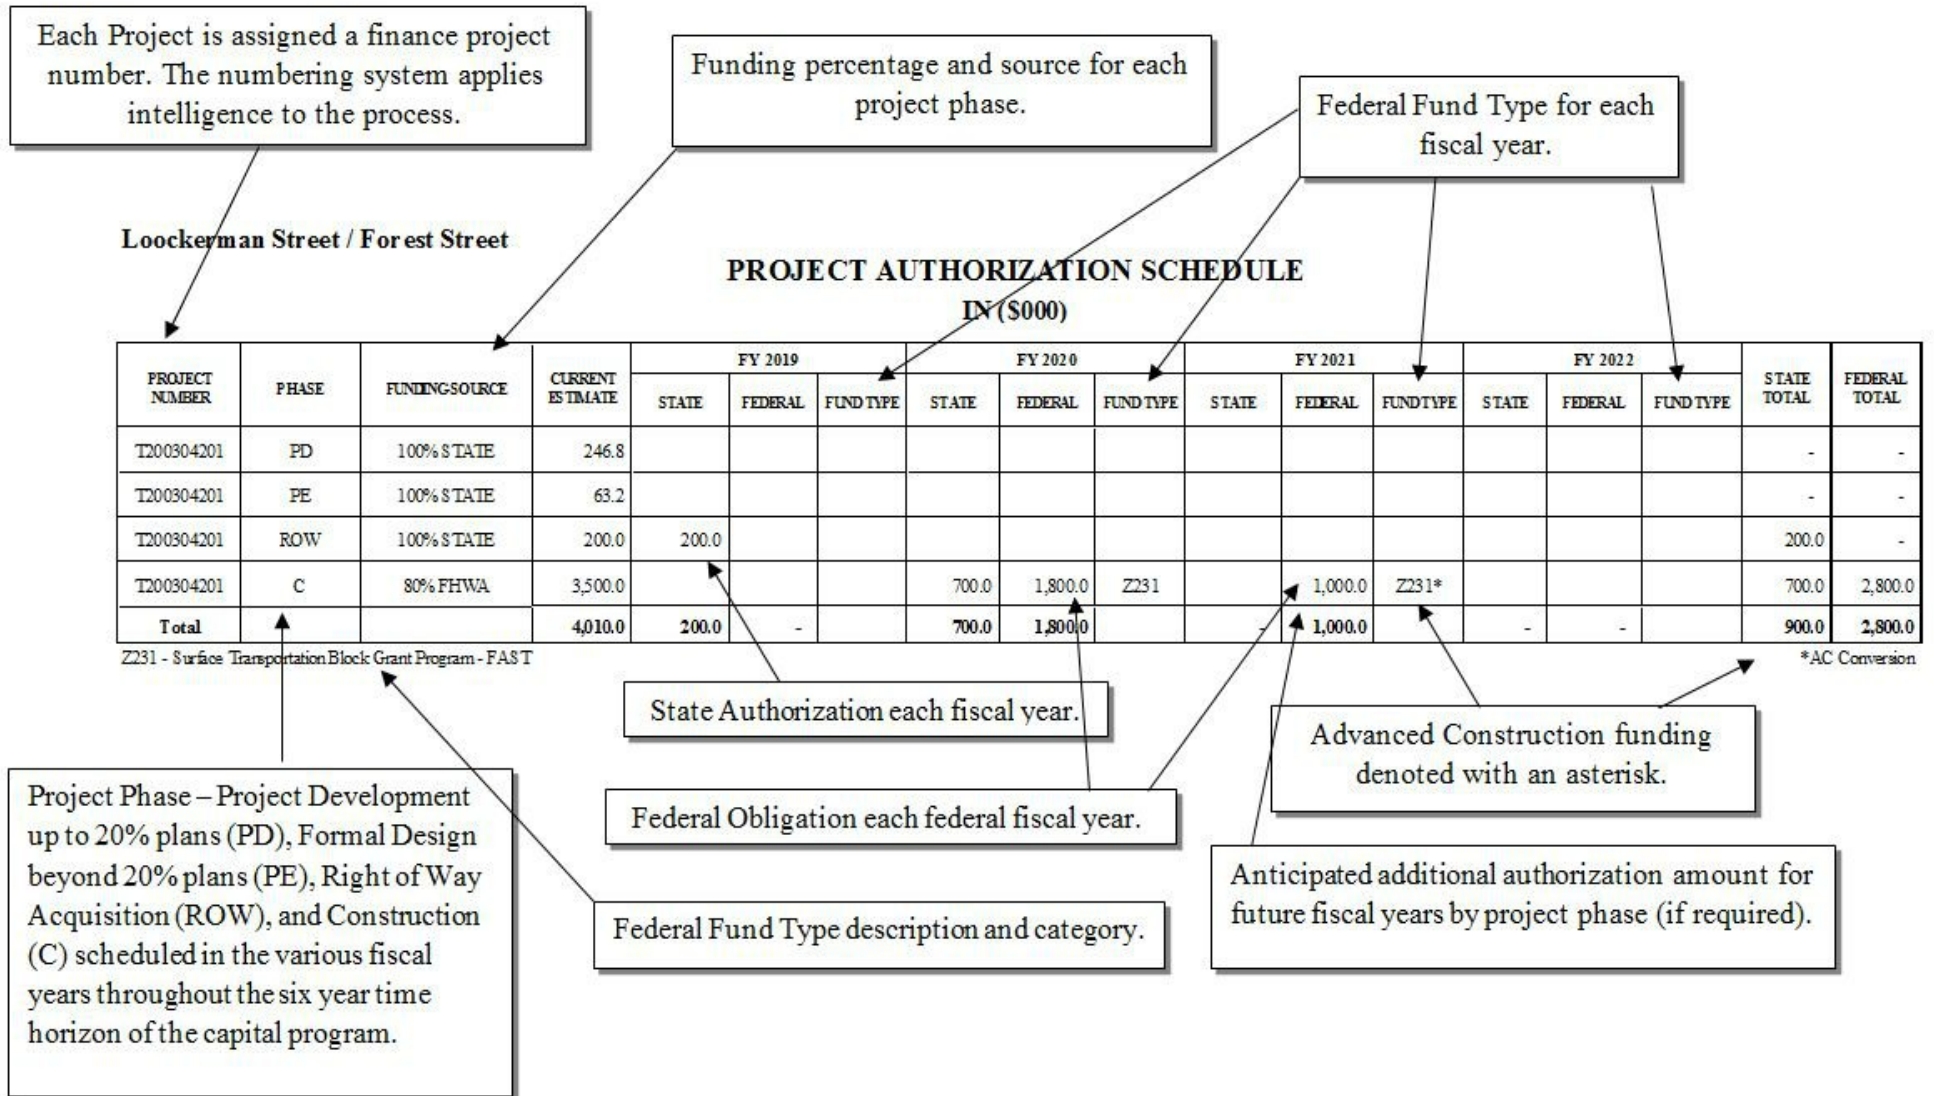 Each Project is assigned a finance project
number. The numbering system applies
intelligence to the process.
Funding percentage and source for each
project phase.
Federal Fund Type for each
fiscal year.
Loockerman Street / Forest Street
PROJECT AUTHORIZATION SCHEDULE
IN ($000)
PROJECT NUMBER PHASE FUNDING SOURCE CURRENT ESTIMATE FY 2019 FY 2020 FY 2021 FY 2022 STATE TOTAL FEDERAL TOTAL
STATE FEDERAL FUND TYPE STATE FEDERAL FUND TYPE STATE FEDERAL FUND TYPE STATE FEDERAL FUND TYPE
T200304201 PD 100% STATE 246.8 - -
T200304201 PE 100% STATE 63.2 - -
T200304201 ROW 100% STATE 200.0 200.0 200.0 -
T200304201 C 80% FHWA 3,500.0 700.0 1,800.0 Z231 1,000.0 Z231* 700.0 2,800.0
Total 4,010.0 200.0 - 700.0 1,800.0 - 1,000.0 - - 900.0 2,800.0
Z231 - Surface Transportation Block Grant Program - FAST
*AC Conversion
State Authorization each fiscal year.
Advanced Construction funding
denoted with an asterisk.
Federal Obligation each federal fiscal year.
Project Phase – Project Development
up to 20% plans (PD), Formal Design
beyond 20% plans (PE), Right of Way
Acquisition (ROW), and Construction
(C) scheduled in the various fiscal
years throughout the six year time
horizon of the capital program.
Anticipated additional authorization amount for
future fiscal years by project phase (if required).
Federal Fund Type description and category.